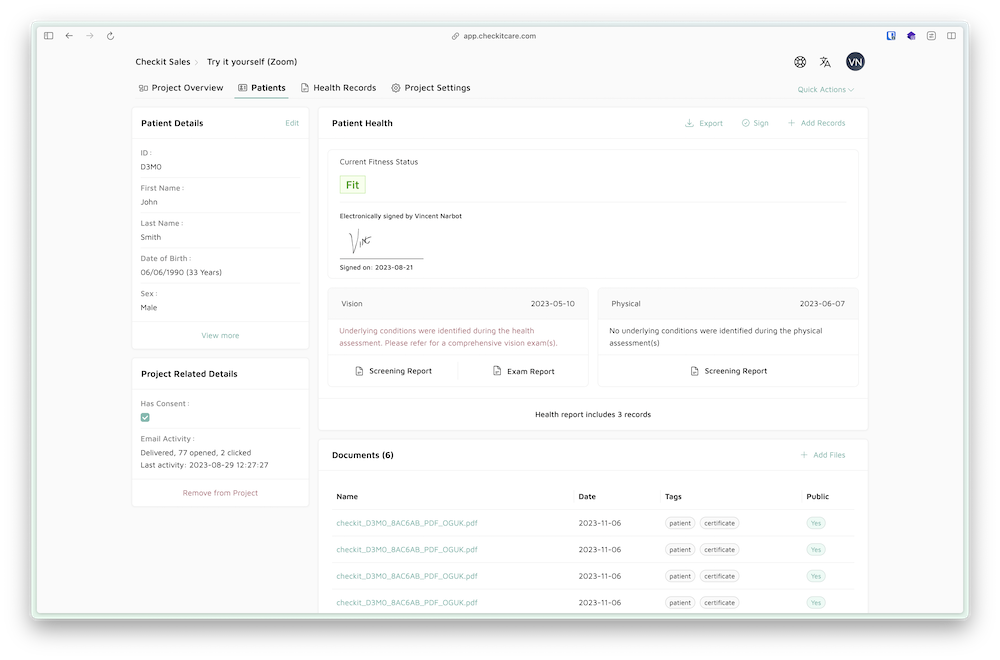 app.checkitcare.com
Checkit Sales
Try it yourself (Zoom)
VN
Project Overview
Patients
Health Records
Project Settings
Quick Actions
Patient Details
Edit
ID :
D3MO
First Name :
John
Last Name :
Smith
Date of Birth :
06/06/1990 (33 Years)
Sex :
Male
View more
Project Related Details
Has Consent :
Email Activity :
Delivered, 77 opened, 2 clicked
Last activity: 2023-08-29 12:27:27
Remove from Project
Patient Health
Export
Sign
Add Records
Current Fitness Status
Fit
Electronically signed by Vincent Narbot
Signed on: 2023-08-21
Vision
2023-05-10
Underlying conditions were identified during the health
assessment. Please refer for a comprehensive vision exam(s).
Screening Report
Exam Report
Physical
2023-06-07
No underlying conditions were identified during the physical
assessment(s)
Screening Report
Health report includes 3 records
Documents (6)
Add Files
Name Date Tags Public
checkit_D3MO_8AC6AB_PDF_OGUK.pdf 2023-11-06 patient certificate Yes
checkit_D3MO_8AC6AB_PDF_OGUK.pdf 2023-11-06 patient certificate Yes
checkit_D3MO_8AC6AB_PDF_OGUK.pdf 2023-11-06 patient certificate Yes
checkit_D3MO_8AC6AB_PDF_OGUK.pdf 2023-11-06 patient certificate Yes